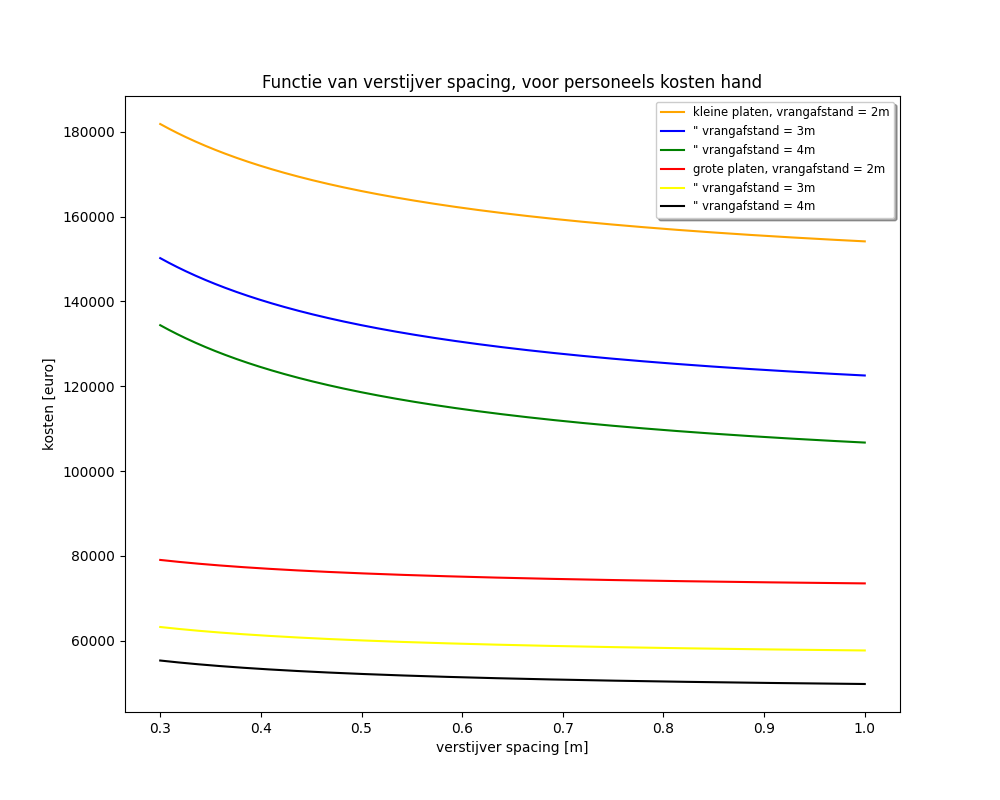 Functie van verstijver spacing, voor personeels kosten hand
kleine platen, vrangafstand = 2m
" vrangafstand = 3m
" vrangafstand = 4m
grote platen, vrangafstand = 2m
" vrangafstand = 3m
" vrangafstand = 4m
180000
160000
140000
120000
100000
80000
60000
kosten [euro]
0.3 0.4 0.5 0.6 0.7 0.8 0.9 1.0
verstijver spacing [m]